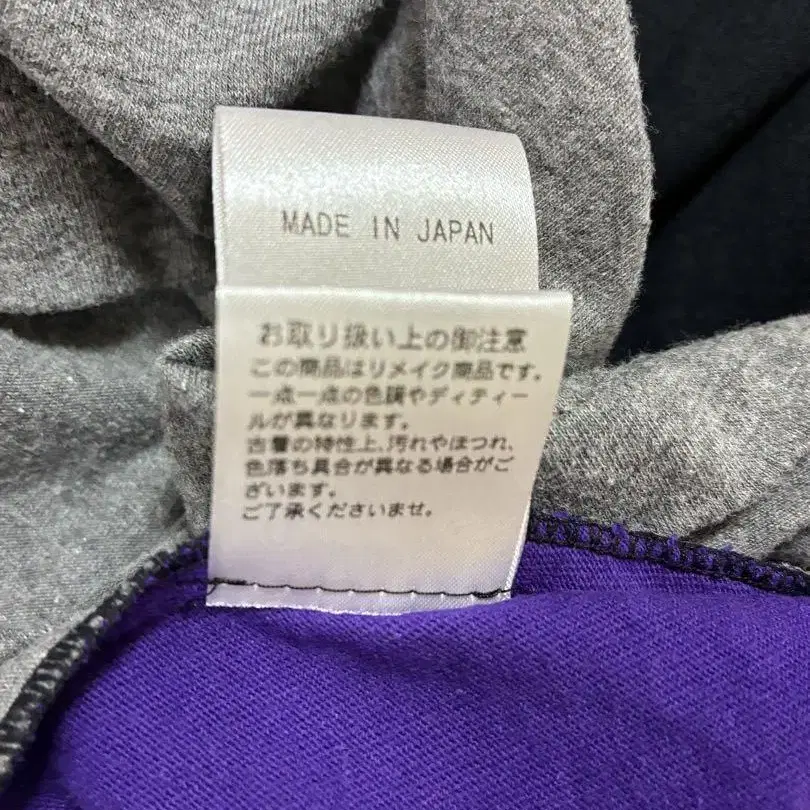 MADE IN JAPAN
お取り扱い上の御注意
この商品はリメイク商品です。
一点一点の色調やディティー
ルが異なります。
古着の特性上、汚れやほつれ、
色落ち具合が異なる場合がご
ざいます。
ご了承くださいませ。